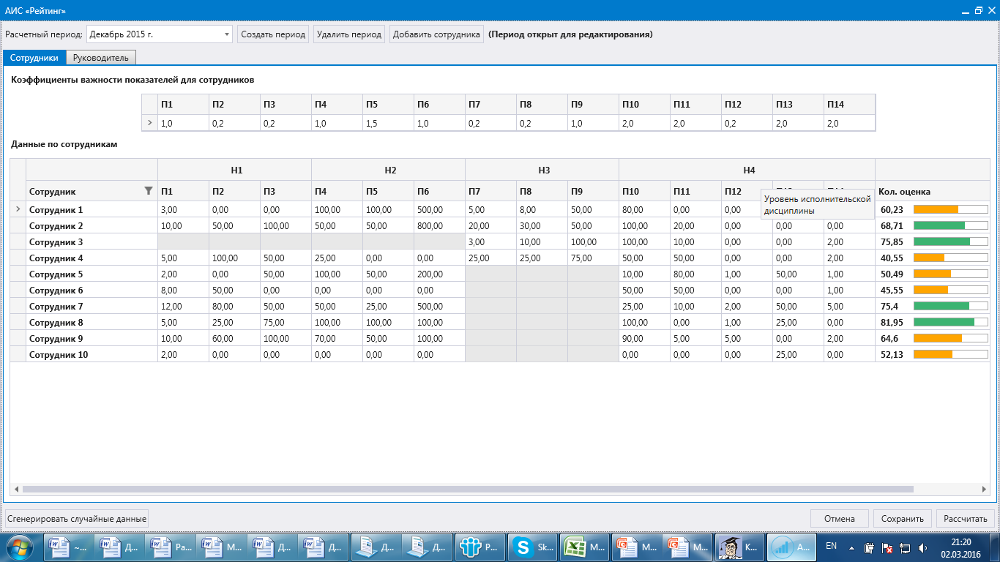 АИС «Рейтинг»
Расчетный период: Декабрь 2015 г. Создать период Удалить период Добавить сотрудника (Период открыт для редактирования)
Сотрудники Руководитель
Коэффициенты важности показателей для сотрудников
П1 П2 П3 П4 П5 П6 П7 П8 П9 П10 П11 П12 П13 П14
1,0 0,2 0,2 1,0 1,5 1,0 0,2 0,2 1,0 2,0 2,0 0,2 2,0 2,0
Данные по сотрудникам
Н1 Н2 Н3 Н4
Сотрудник П1 П2 П3 П4 П5 П6 П7 П8 П9 П10 П11 П12 Кол. оценка
Уровень исполнительской
дисциплины
Сотрудник 1 3,00 0,00 0,00 100,00 100,00 500,00 5,00 8,00 50,00 80,00 0,00 0,00 60,23
Сотрудник 2 10,00 50,00 100,00 50,00 50,00 800,00 20,00 30,00 50,00 100,00 20,00 0,00 0,00 0,00 68,71
Сотрудник 3 3,00 10,00 100,00 100,00 10,00 0,00 0,00 2,00 75,85
Сотрудник 4 5,00 100,00 50,00 25,00 0,00 0,00 25,00 25,00 75,00 50,00 50,00 0,00 0,00 2,00 40,55
Сотрудник 5 2,00 0,00 50,00 100,00 50,00 200,00 10,00 80,00 1,00 50,00 1,00 50,49
Сотрудник 6 8,00 50,00 0,00 0,00 0,00 0,00 50,00 50,00 0,00 0,00 1,00 45,55
Сотрудник 7 12,00 80,00 50,00 50,00 25,00 500,00 25,00 10,00 2,00 50,00 5,00 75,4
Сотрудник 8 5,00 25,00 75,00 100,00 100,00 100,00 100,00 0,00 1,00 25,00 0,00 81,95
Сотрудник 9 10,00 60,00 100,00 70,00 50,00 100,00 90,00 5,00 5,00 0,00 2,00 64,6
Сотрудник 10 2,00 0,00 0,00 0,00 0,00 0,00 0,00 0,00 0,00 25,00 0,00 52,13
Сгенерировать случайные данные Отмена Сохранить Рассчитать
~... Д... Ра... М... Д... Д... Д... Д... Р... Sk... М... М... М... К... А... EN 21:20
02.03.2016